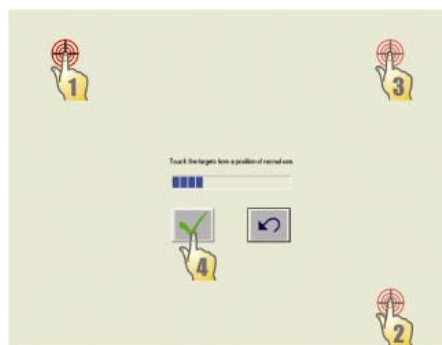 1
3
Touch the targets from a position of normal use.
4
2